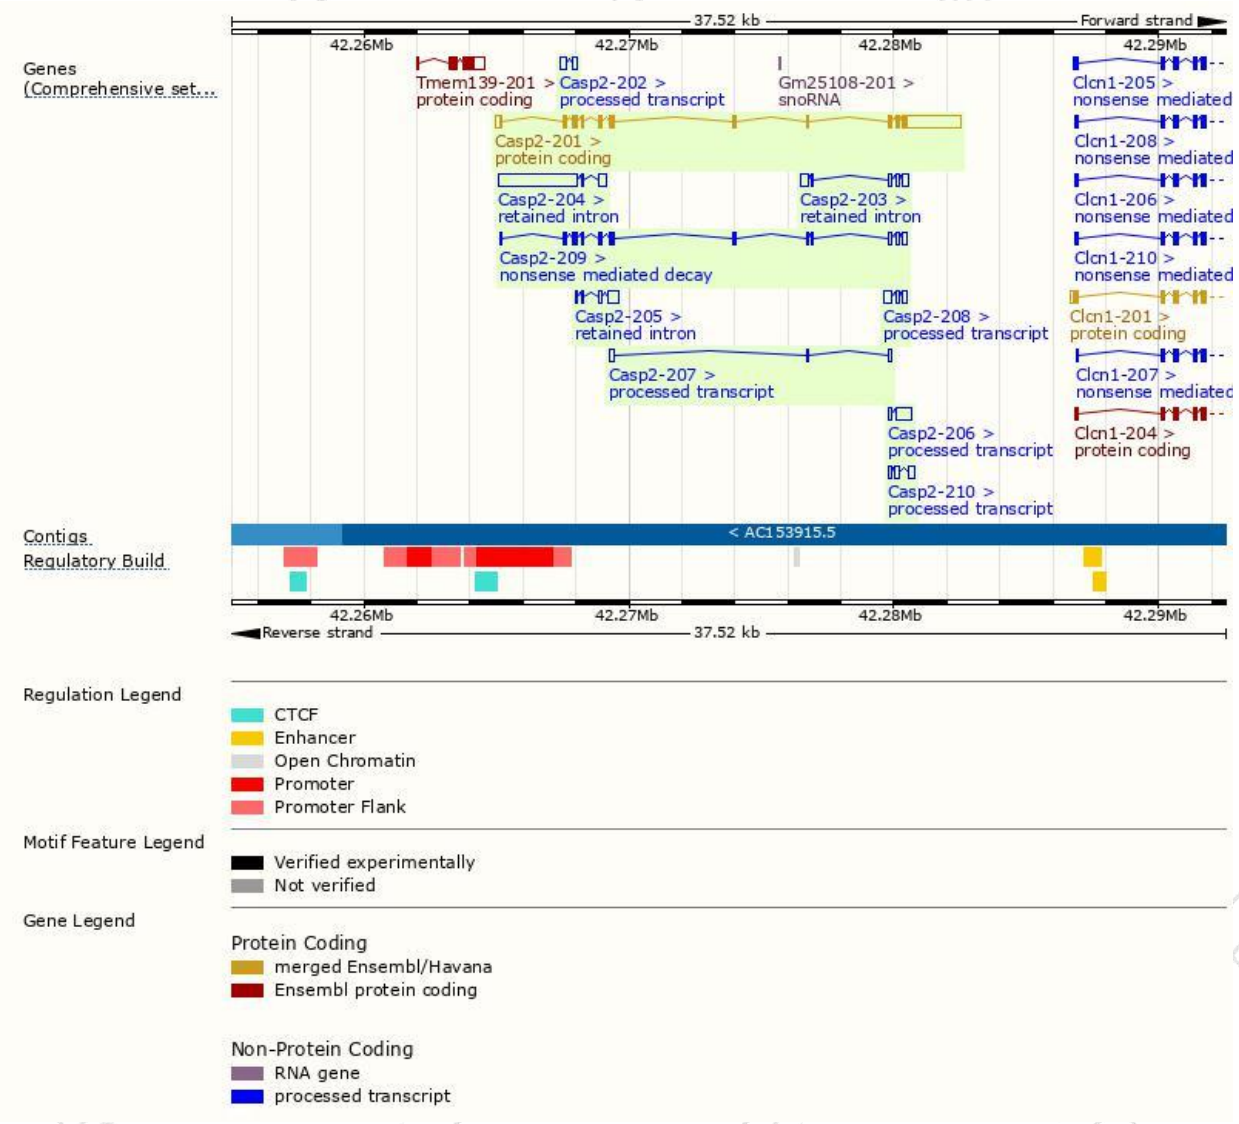 37.52 kb
Forward strand
42.26Mb 42.27Mb 42.28Mb 42.29Mb
Genes
(Comprehensive set...
Tmem139-201 > Casp2-202 > Gm25108-201 > Clcn1-205 >
protein coding processed transcript snoRNA nonsense mediated
Casp2-201 > Clcn1-208 >
protein coding nonsense mediated
Casp2-204 > Casp2-203 > Clcn1-206 >
retained intron retained intron nonsense mediated
Casp2-209 > Clcn1-210 >
nonsense mediated decay nonsense mediated
Casp2-205 > Casp2-208 > Clcn1-201 >
retained intron processed transcript protein coding
Casp2-207 > Clcn1-207 >
processed transcript nonsense mediated
Casp2-206 > Clcn1-204 >
processed transcript protein coding
Casp2-210 >
processed transcript
Contigs < AC153915.5
Regulatory Build
42.26Mb 42.27Mb 42.28Mb 42.29Mb
Reverse strand 37.52 kb
Regulation Legend
CTCF
Enhancer
Open Chromatin
Promoter
Promoter Flank
Motif Feature Legend
Verified experimentally
Not verified
Gene Legend
Protein Coding
merged Ensembl/Havana
Ensembl protein coding
Non-Protein Coding
RNA gene
processed transcript